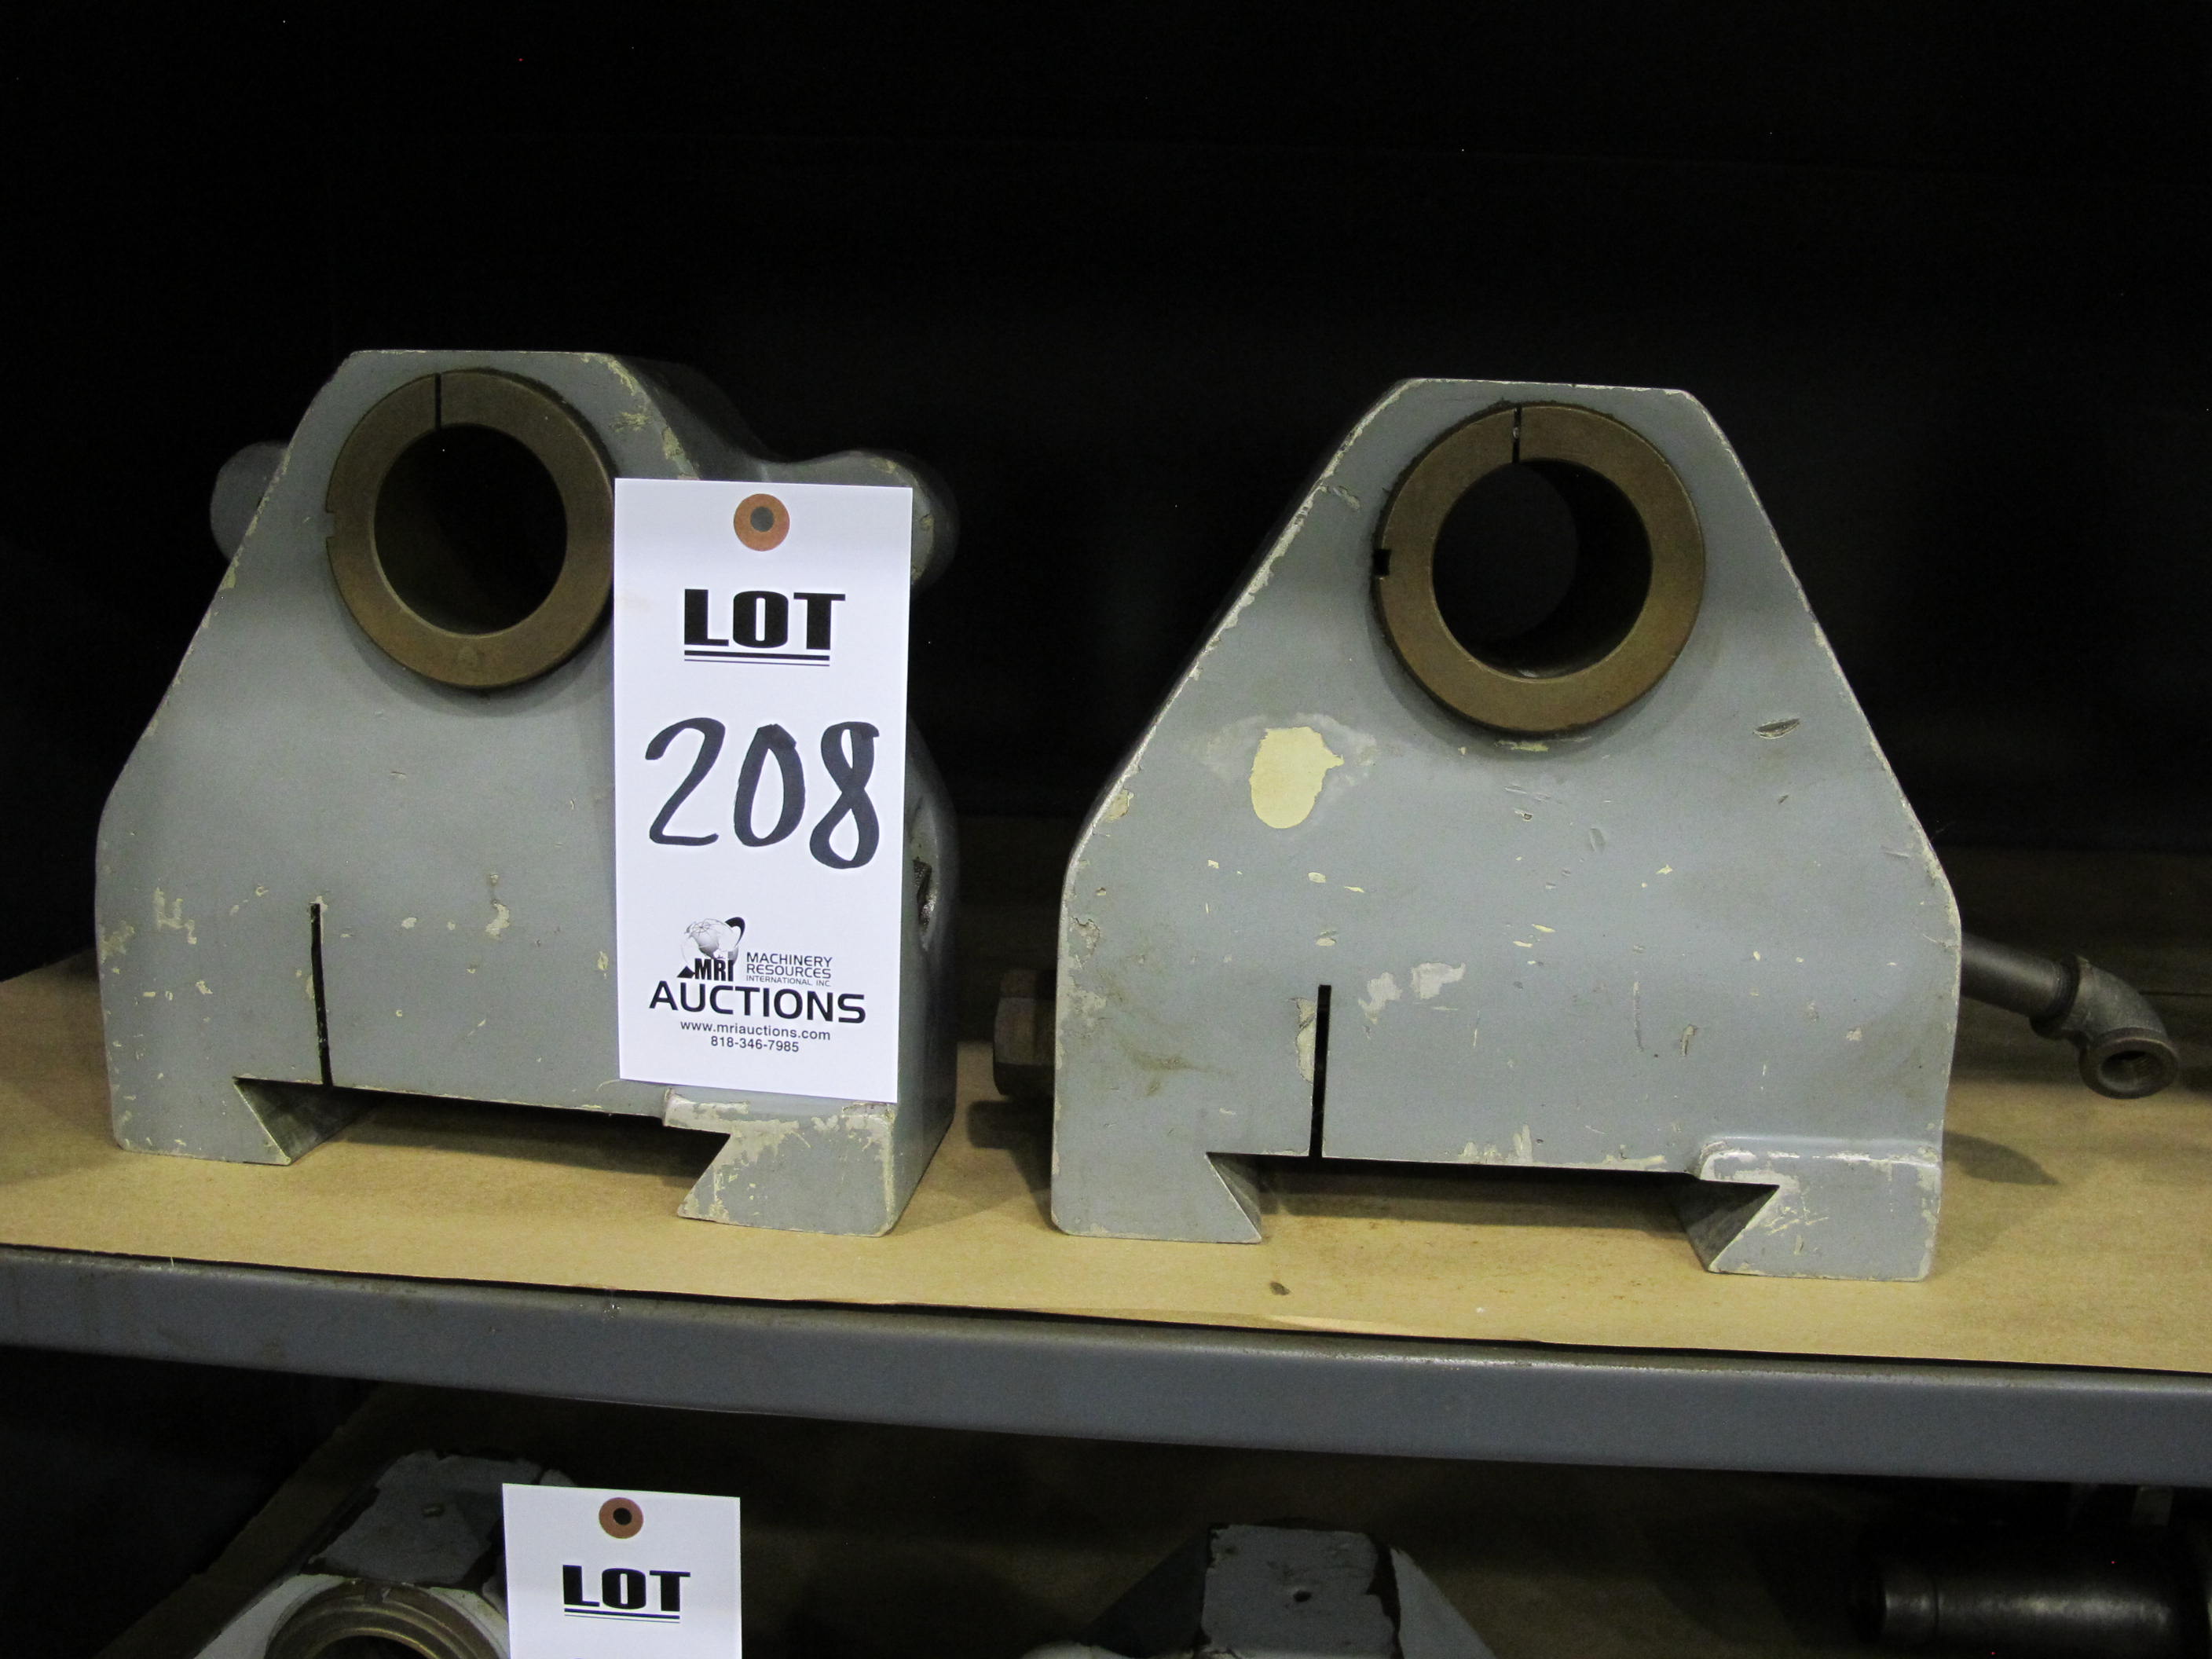 LOT
208
MRI MACHINERY
RESOURCES
INTERNATIONAL, INC.
AUCTIONS
www.mriauctions.com
818-346-7985
LOT